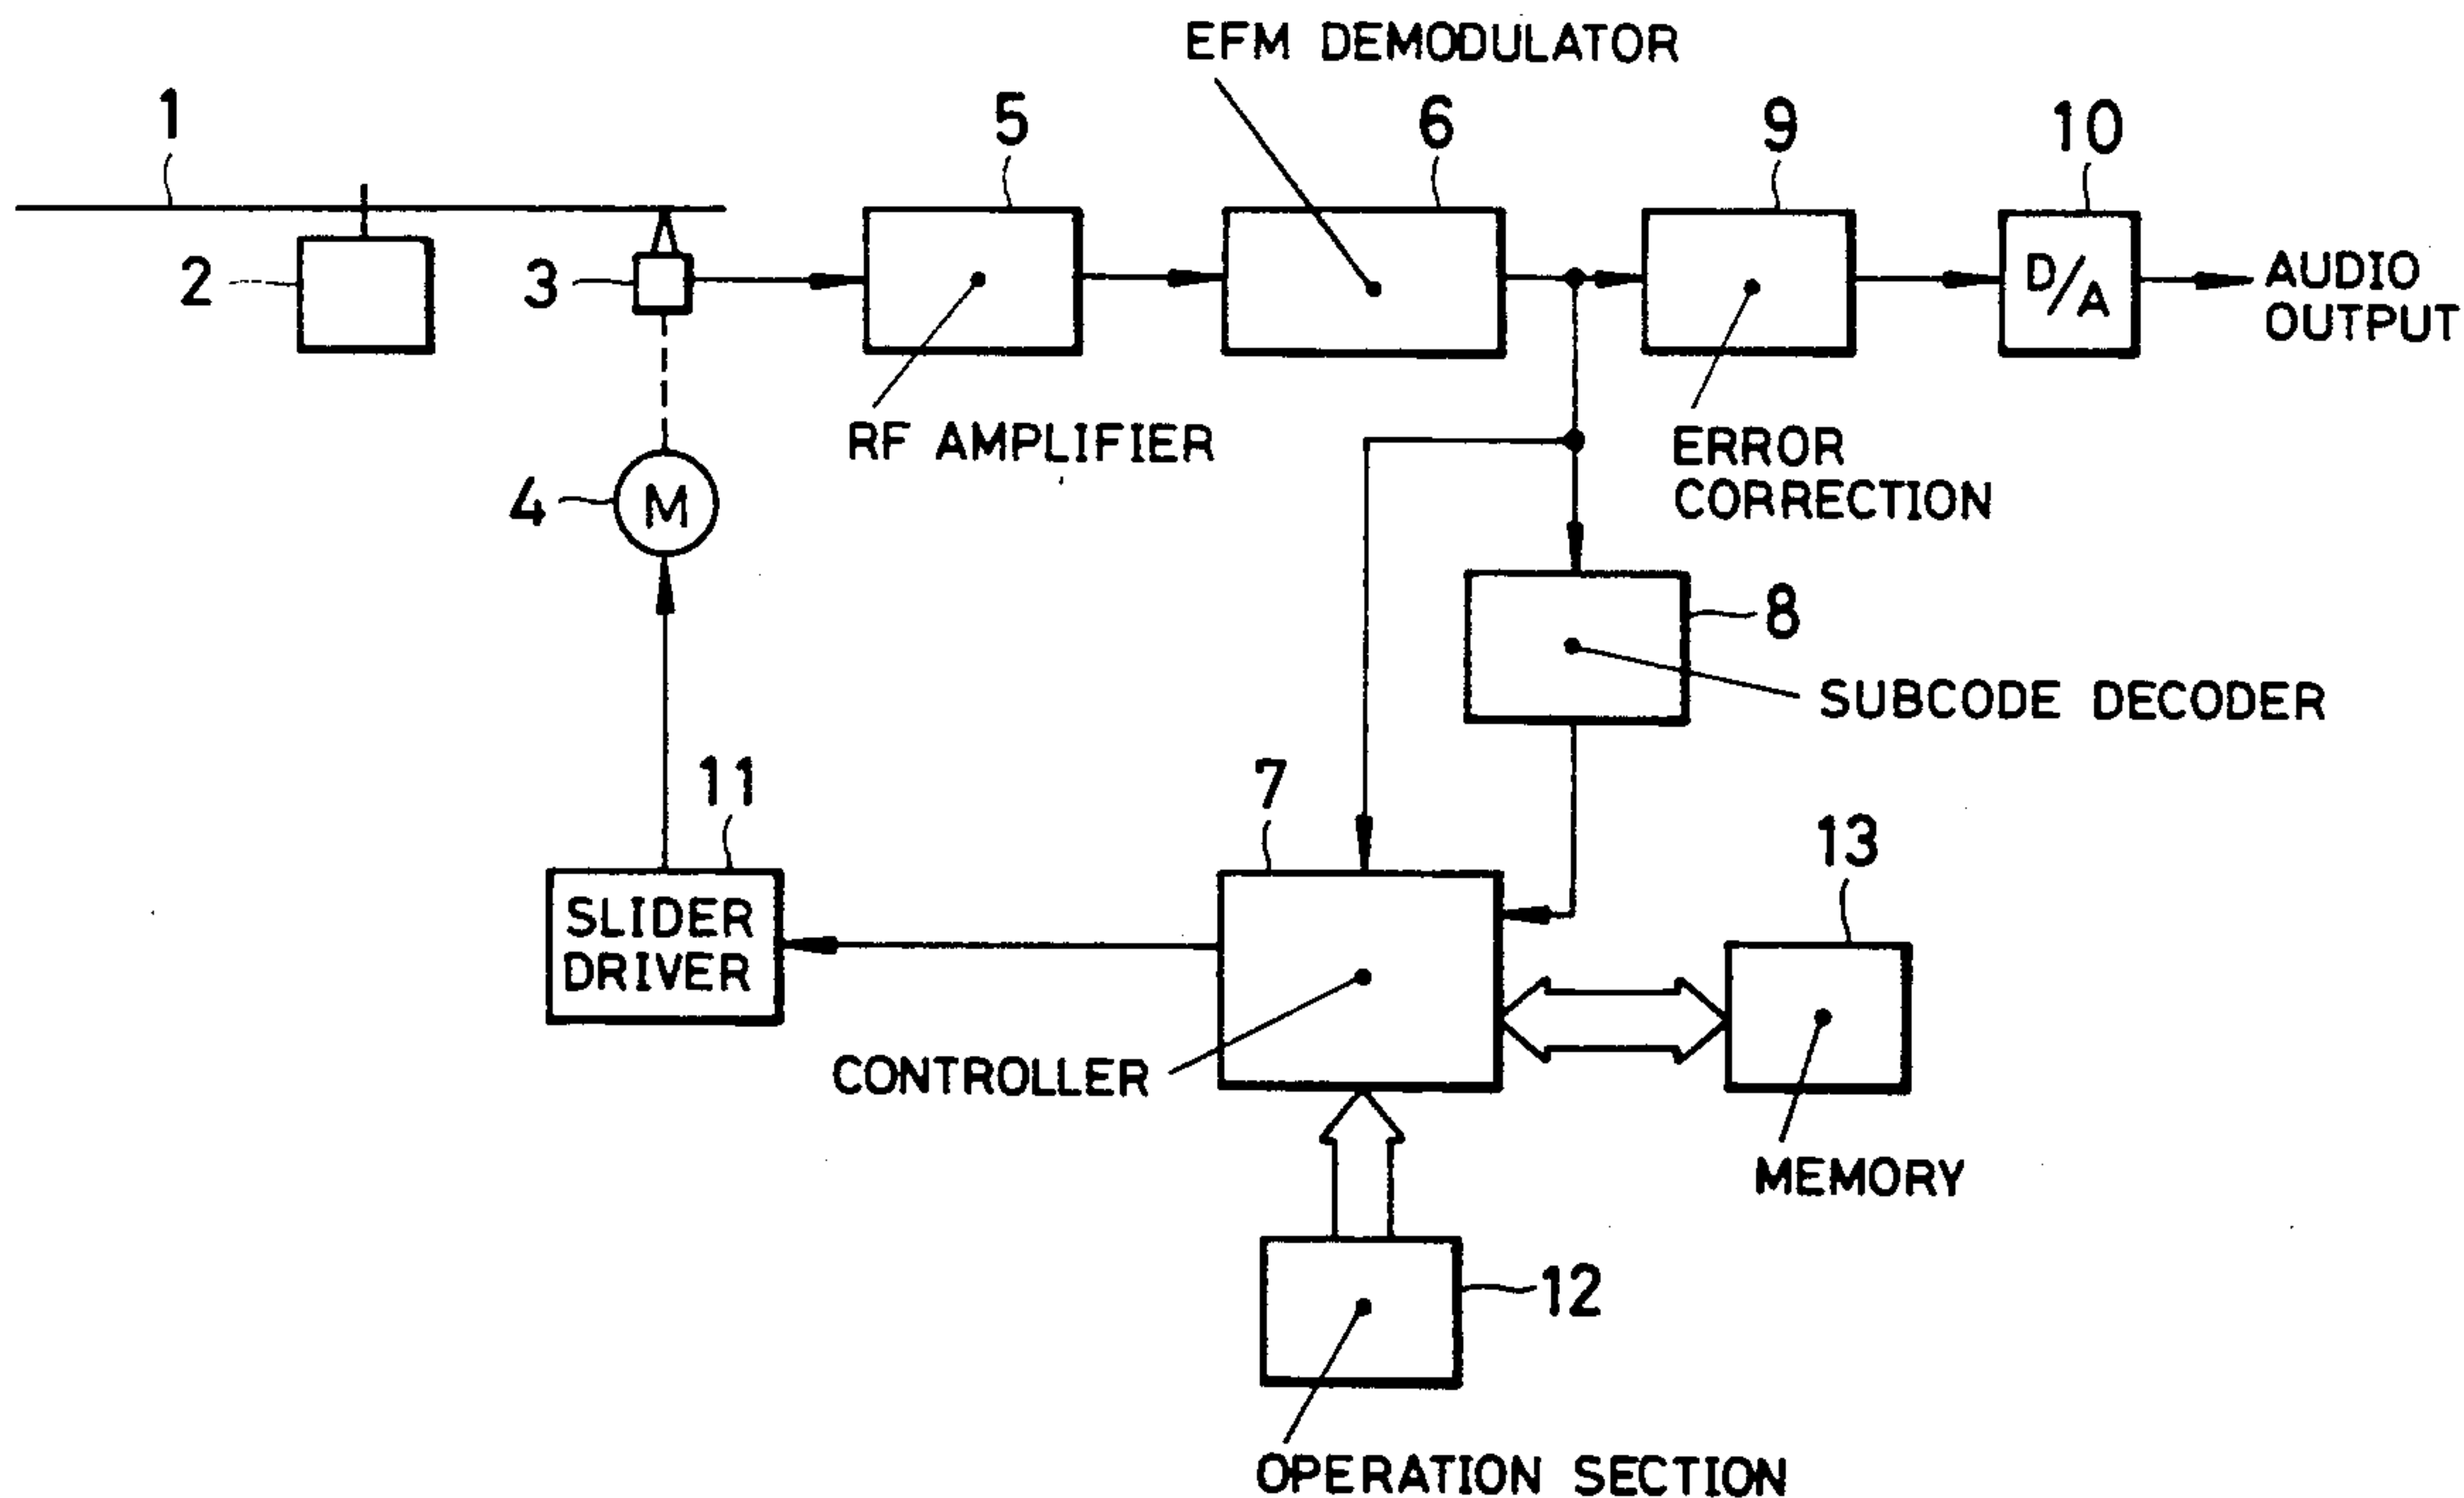 EFM DEMODULATOR
1
5
6
9
10
2
3
D/A
AUDIO
OUTPUT
RF AMPLIFIER
ERROR
CORRECTION
4
M
8
SUBCODE DECODER
11
7
13
SLIDER
DRIVER
CONTROLLER
MEMORY
12
OPERATION SECTION